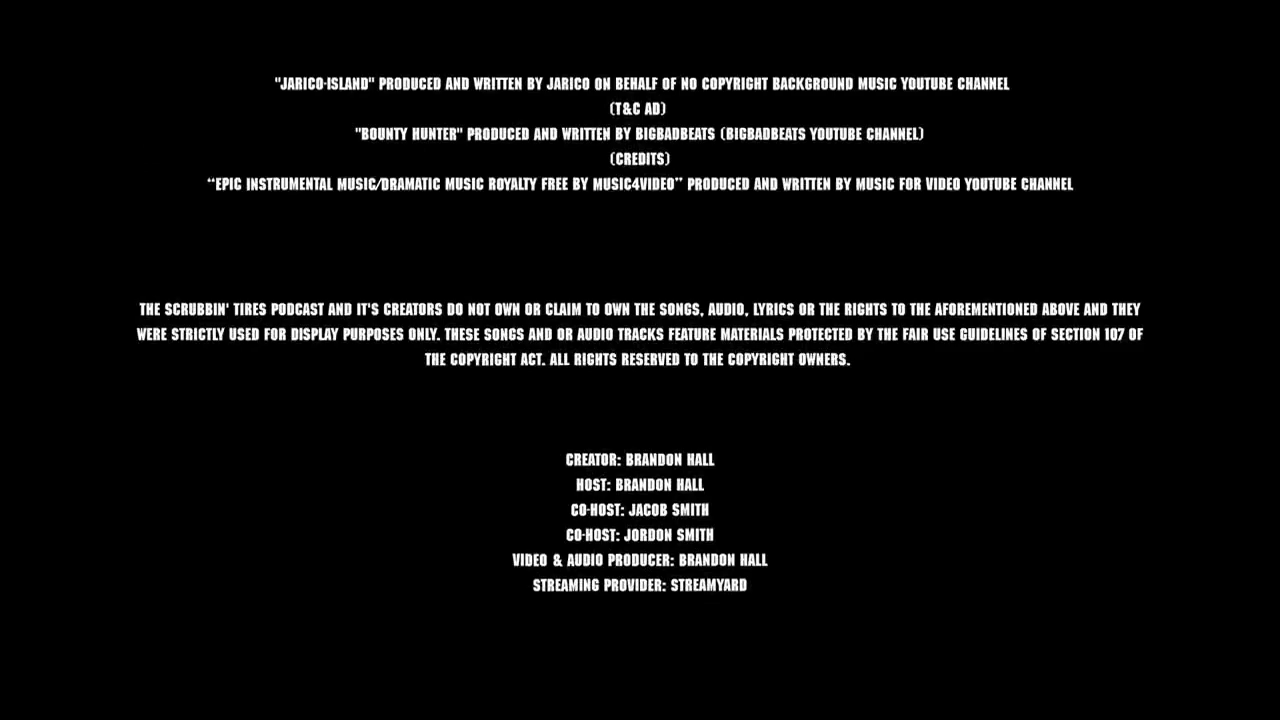 "JARICO-ISLAND" PRODUCED AND WRITTEN BY JARICO ON BEHALF OF NO COPYRIGHT BACKGROUND MUSIC YOUTUBE CHANNEL
(T&C AD)
"BOUNTY HUNTER" PRODUCED AND WRITTEN BY BIGBADBEATS (BIGBADBEATS YOUTUBE CHANNEL)
(CREDITS)
“EPIC INSTRUMENTAL MUSIC/DRAMATIC MUSIC ROYALTY FREE BY MUSIC4VIDEO” PRODUCED AND WRITTEN BY MUSIC FOR VIDEO YOUTUBE CHANNEL
THE SCRUBBIN' TIRES PODCAST AND IT'S CREATORS DO NOT OWN OR CLAIM TO OWN THE SONGS, AUDIO, LYRICS OR THE RIGHTS TO THE AFOREMENTIONED ABOVE AND THEY
WERE STRICTLY USED FOR DISPLAY PURPOSES ONLY. THESE SONGS AND OR AUDIO TRACKS FEATURE MATERIALS PROTECTED BY THE FAIR USE GUIDELINES OF SECTION 107 OF
THE COPYRIGHT ACT. ALL RIGHTS RESERVED TO THE COPYRIGHT OWNERS.
CREATOR: BRANDON HALL
HOST: BRANDON HALL
CO-HOST: JACOB SMITH
CO-HOST: JORDON SMITH
VIDEO & AUDIO PRODUCER: BRANDON HALL
STREAMING PROVIDER: STREAMYARD